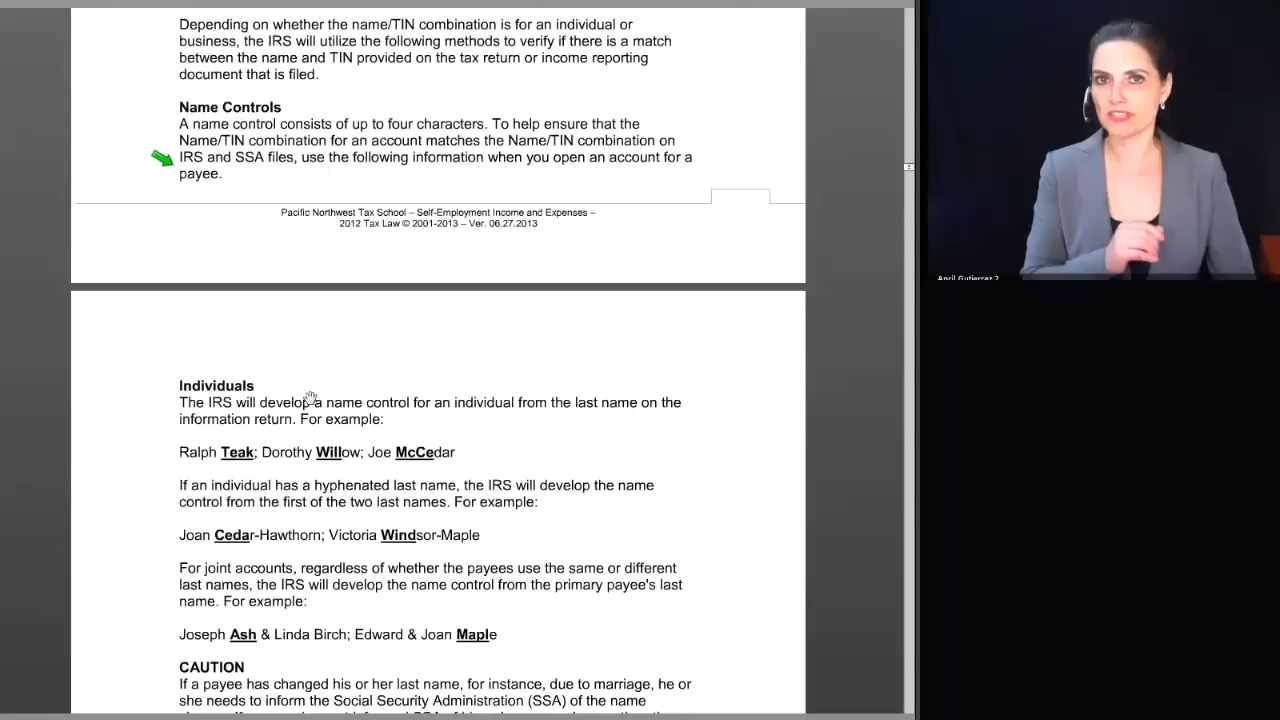 Depending on whether the name/TIN combination is for an individual or
business, the IRS will utilize the following methods to verify if there is a match
between the name and TIN provided on the tax return or income reporting
document that is filed.
Name Controls
A name control consists of up to four characters. To help ensure that the
Name/TIN combination for an account matches the Name/TIN combination on
IRS and SSA files, use the following information when you open an account for a
payee.
Pacific Northwest Tax School – Self-Employment Income and Expenses –
2012 Tax Law © 2001-2013 – Ver. 06.27.2013
Individuals
The IRS will develop a name control for an individual from the last name on the
information return. For example:
Ralph Teak; Dorothy Willow; Joe McCedar
If an individual has a hyphenated last name, the IRS will develop the name
control from the first of the two last names. For example:
Joan Cedar-Hawthorn; Victoria Windsor-Maple
For joint accounts, regardless of whether the payees use the same or different
last names, the IRS will develop the name control from the primary payee's last
name. For example:
Joseph Ash & Linda Birch; Edward & Joan Maple
CAUTION
If a payee has changed his or her last name, for instance, due to marriage, he or
she needs to inform the Social Security Administration (SSA) of the name
April Gutierrez 2